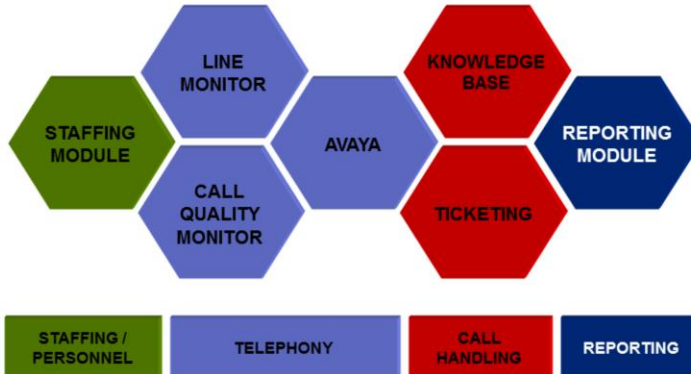 LINE
MONITOR
KNOWLEDGE
BASE
STAFFING
MODULE
AVAYA
REPORTING
MODULE
CALL
QUALITY
MONITOR
TICKETING
STAFFING /
PERSONNEL
TELEPHONY
CALL
HANDLING
REPORTING